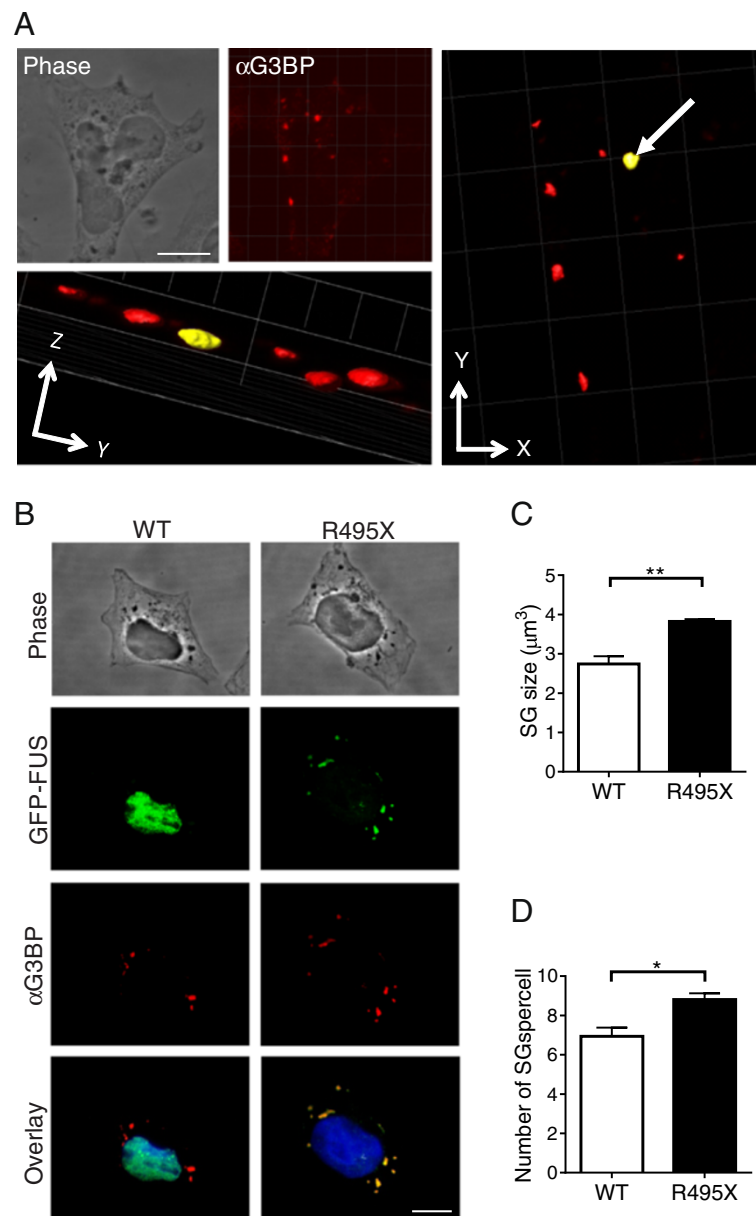 A
Phase
αG3BP
Z
Y
Y
X
B
WT
R495X
Phase
GFP-FUS
αG3BP
Overlay
C
**
SG size (μm³)
5
4
3
2
1
0
WT
R495X
D
*
Number of SGspercell
10
8
6
4
2
0
WT
R495X